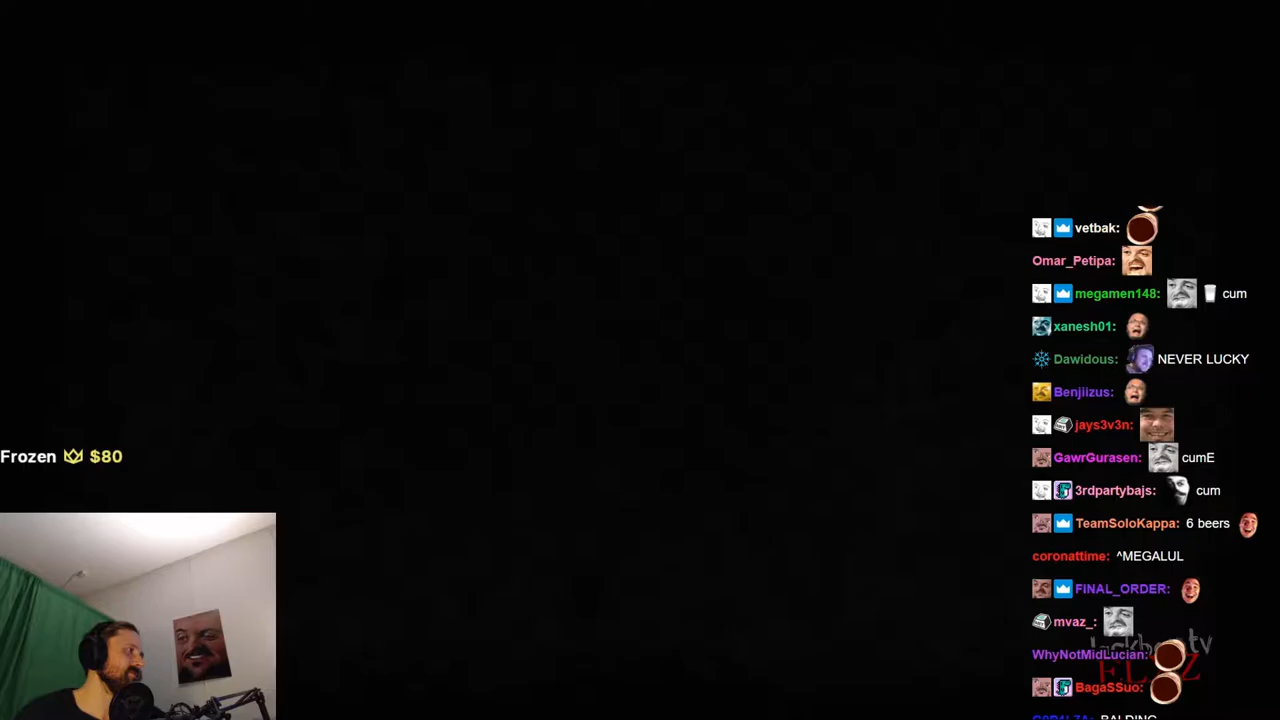 vetbak:
Omar_Petipa:
megamen148: cum
xanesh01:
Dawidous: NEVER LUCKY
Benjiizus:
jays3v3n:
Frozen $80
GawrGurasen: cumE
3rdpartybajs: cum
TeamSoloKappa: 6 beers
coronattime: ^MEGALUL
FINAL_ORDER:
mvaz_:
WhyNotMidLucian:
BagaSSuo:
BALDING